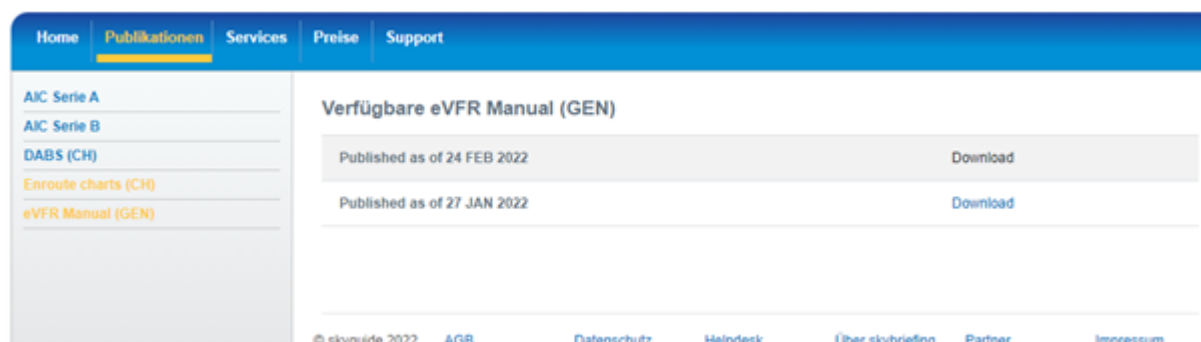 Home Publikationen Services Preise Support
AIC Serie A
AIC Serie B
DABS (CH)
Enroute charts (CH)
eVFR Manual (GEN)
Verfügbare eVFR Manual (GEN)
Published as of 24 FEB 2022 Download
Published as of 27 JAN 2022 Download
© skyguide 2022 AGB Datenschutz Helpdesk Über skybriefing Partner Impressum